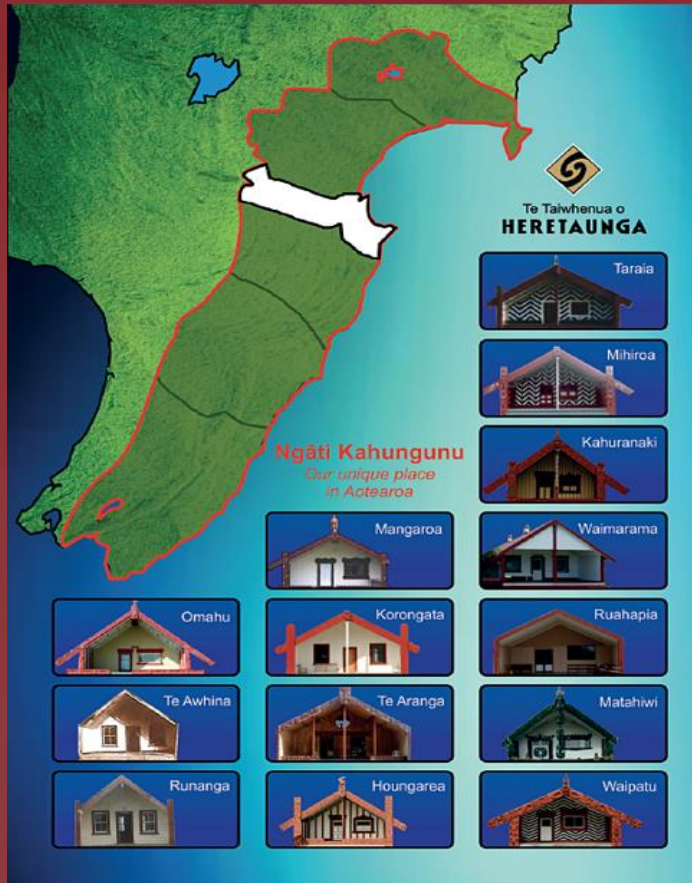 Te Taiwhenua o
HERETAUNGA
Taraia
Mihiroa
Kahuranaki
Ngāti Kahungunu
Our unique place
in Aotearoa
Mangaroa
Waimarama
Omahu
Korongata
Ruahapia
Te Awhina
Te Aranga
Matahiwi
Runanga
Houngarea
Waipatu